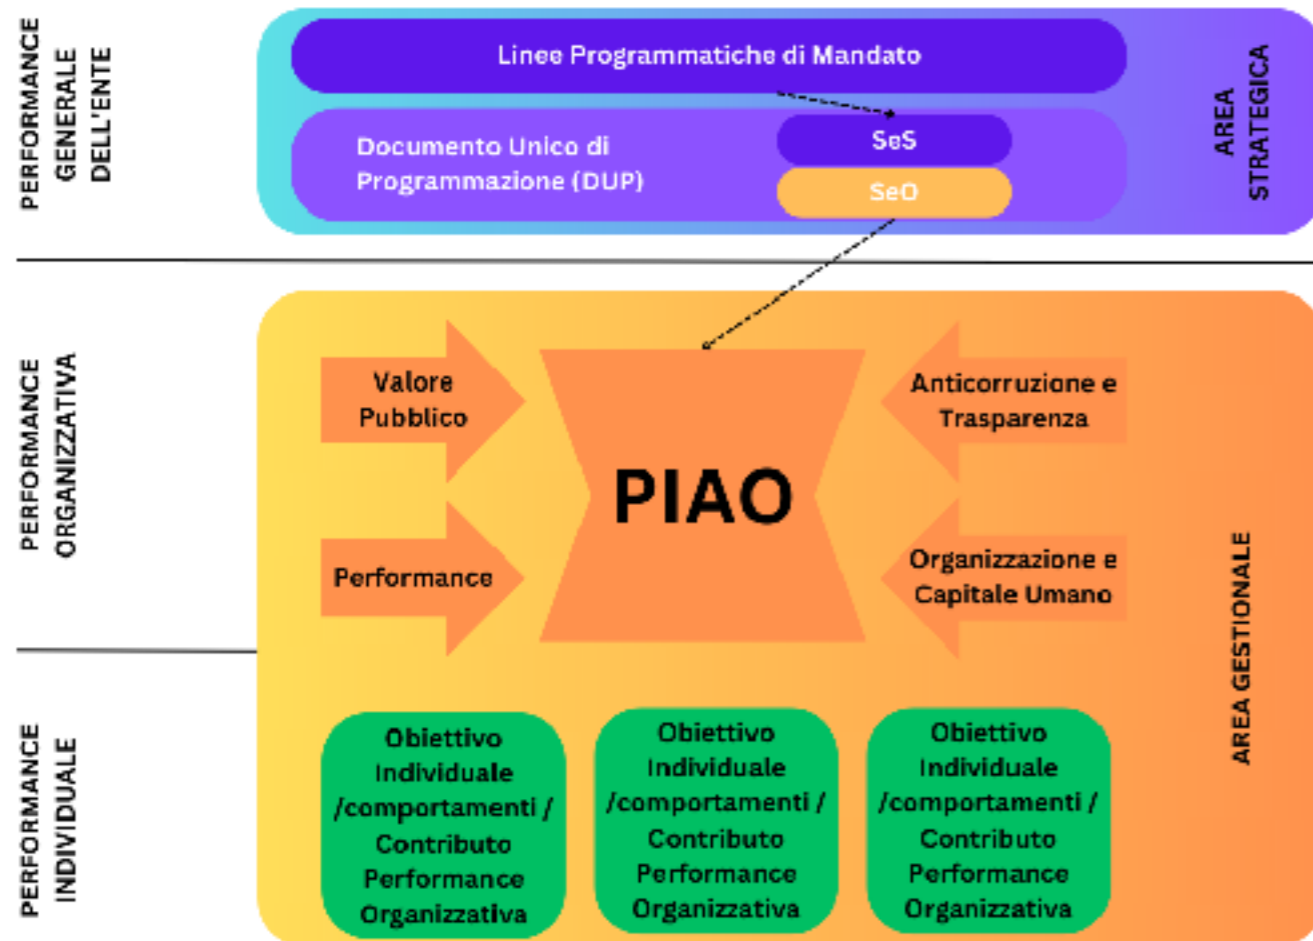 PERFORMANCE
GENERALE
DELL'ENTE
Linee Programmatiche di Mandato
Documento Unico di
Programmazione (DUP)
SeS
SeO
AREA
STRATEGICA
PERFORMANCE
ORGANIZZATIVA
Valore
Pubblico
Performance
PIAO
Anticorruzione e
Trasparenza
Organizzazione e
Capitale Umano
AREA GESTIONALE
PERFORMANCE
INDIVIDUALE
Obiettivo
Individuale
/comportamenti /
Contributo
Performance
Organizzativa
Obiettivo
Individuale
/comportamenti /
Contributo
Performance
Organizzativa
Obiettivo
Individuale
/comportamenti /
Contributo
Performance
Organizzativa